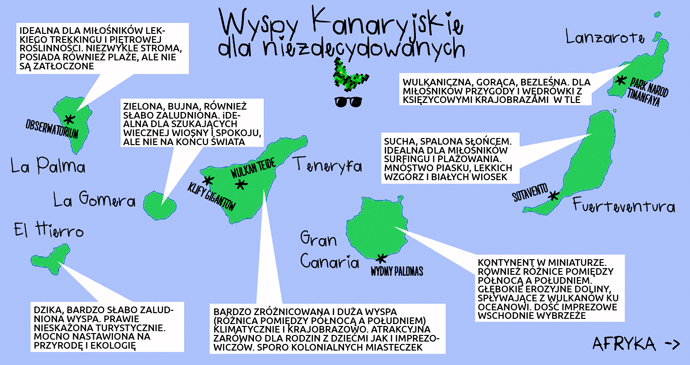 Wyspy Kanaryjskie
dla niezdecydowanych
IDEALNA DLA MIŁOŚNIKÓW LEK-
KIEGO TREKKINGU I PIĘTROWEJ
ROŚLINNOŚCI. NIEZWYKLE STROMA,
POSIADA RÓWNIEŻ PLAŻE, ALE NIE
SĄ ZATŁOCZONE
OBSERWATORIUM
La Palma
ZIELONA, BUJNA, RÓWNIEŻ
SŁABO ZALUDNIONA. IDE-
ALNA DLA SZUKAJĄCYCH
WIECZNEJ WIOSNY I SPOKOJU,
ALE NIE NA KOŃCU ŚWIATA
La Gomera
El Hierro
DZIKA, BARDZO SŁABO ZALUD-
NIONA WYSPA. PRAWIE
NIESKAŻONA TURYSTYCZNIE.
MOCNO NASTAWIONA NA
PRZYRODĘ I EKOLOGIĘ
Teneryfa
WULKAN TEIDE
KLIFY GIGANTÓW
BARDZO ZRÓŻNICOWANA I DUŻA WYSPA
(RÓŻNICA POMIĘDZY PÓŁNOCĄ A POŁUDNIEM)
KLIMATYCZNIE I KRAJOBRAZOWO. ATRAKCYJNA
ZARÓWNO DLA RODZIN Z DZIEĆMI JAK I IMPREZO-
WICZÓW. SPORO KOLONIALNYCH MIASTECZEK
Gran
Canaria
WYDMY PALOMAS
KONTYNENT W MINIATURZE.
RÓWNIEŻ RÓŻNICE POMIĘDZY
PÓŁNOCĄ A POŁUDNIEM.
GŁĘBOKIE EROZYJNE DOLINY,
SPŁYWAJĄCE Z WULKANÓW KU
OCEANOWI. DOŚĆ IMPREZOWE
WSCHODNIE WYBRZEŻE
Lanzarote
PARK NAROD
TIMANFAYA
WULKANICZNA, GORĄCA, BEZLEŚNA. DLA
MIŁOŚNIKÓW PRZYGODY I WĘDRÓWKI Z
KSIĘŻYCOWYMI KRAJOBRAZAMI W TLE
SUCHA, SPALONA SŁOŃCEM.
IDEALNA DLA MIŁOŚNIKÓW
SURFINGU I PLAŻOWANIA.
MNÓSTWO PIASKU, LEKKICH
WZGÓRZ I BIAŁYCH WIOSEK
SOTAVENTO
Fuerteventura
AFRYKA ->